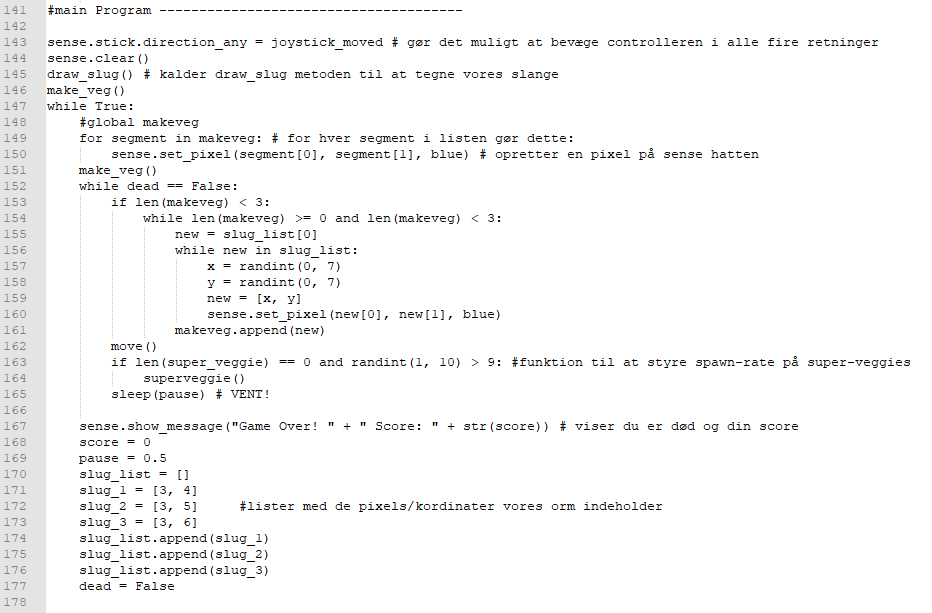 141 #main Program --------------------------------------
142
143 sense.stick.direction_any = joystick_moved # gør det muligt at bevæge controlleren i alle fire retninger
144 sense.clear()
145 draw_slug() # kalder draw_slug metoden til at tegne vores slange
146 make_veg()
147 while True:
148     #global makeveg
149     for segment in makeveg: # for hver segment i listen gør dette:
150         sense.set_pixel(segment[0], segment[1], blue) # opretter en pixel på sense hatten
151     make_veg()
152     while dead == False:
153         if len(makeveg) < 3:
154             while len(makeveg) >= 0 and len(makeveg) < 3:
155                 new = slug_list[0]
156                 while new in slug_list:
157                     x = randint(0, 7)
158                     y = randint(0, 7)
159                     new = [x, y]
160                     sense.set_pixel(new[0], new[1], blue)
161                 makeveg.append(new)
162         move()
163         if len(super_veggie) == 0 and randint(1, 10) > 9: #funktion til at styre spawn-rate på super-veggies
164             superveggie()
165         sleep(pause) # VENT!
166
167     sense.show_message("Game Over! " + " Score: " + str(score)) # viser du er død og din score
168     score = 0
169     pause = 0.5
170     slug_list = []
171     slug_1 = [3, 4]
172     slug_2 = [3, 5]     #lister med de pixels/kordinater vores orm indeholder
173     slug_3 = [3, 6]
174     slug_list.append(slug_1)
175     slug_list.append(slug_2)
176     slug_list.append(slug_3)
177     dead = False
178